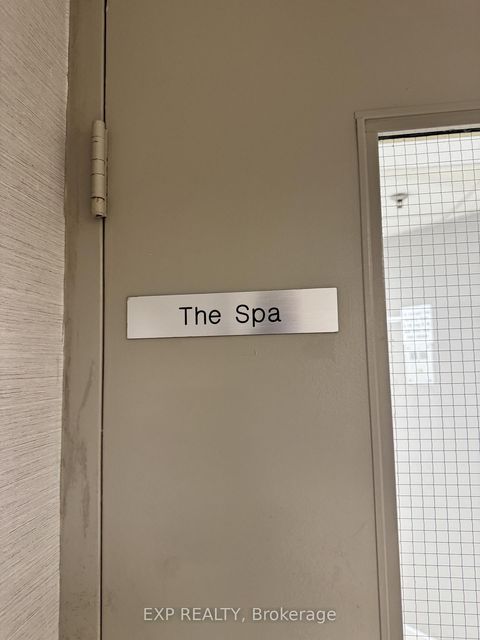 The Spa
EXP REALTY, Brokerage